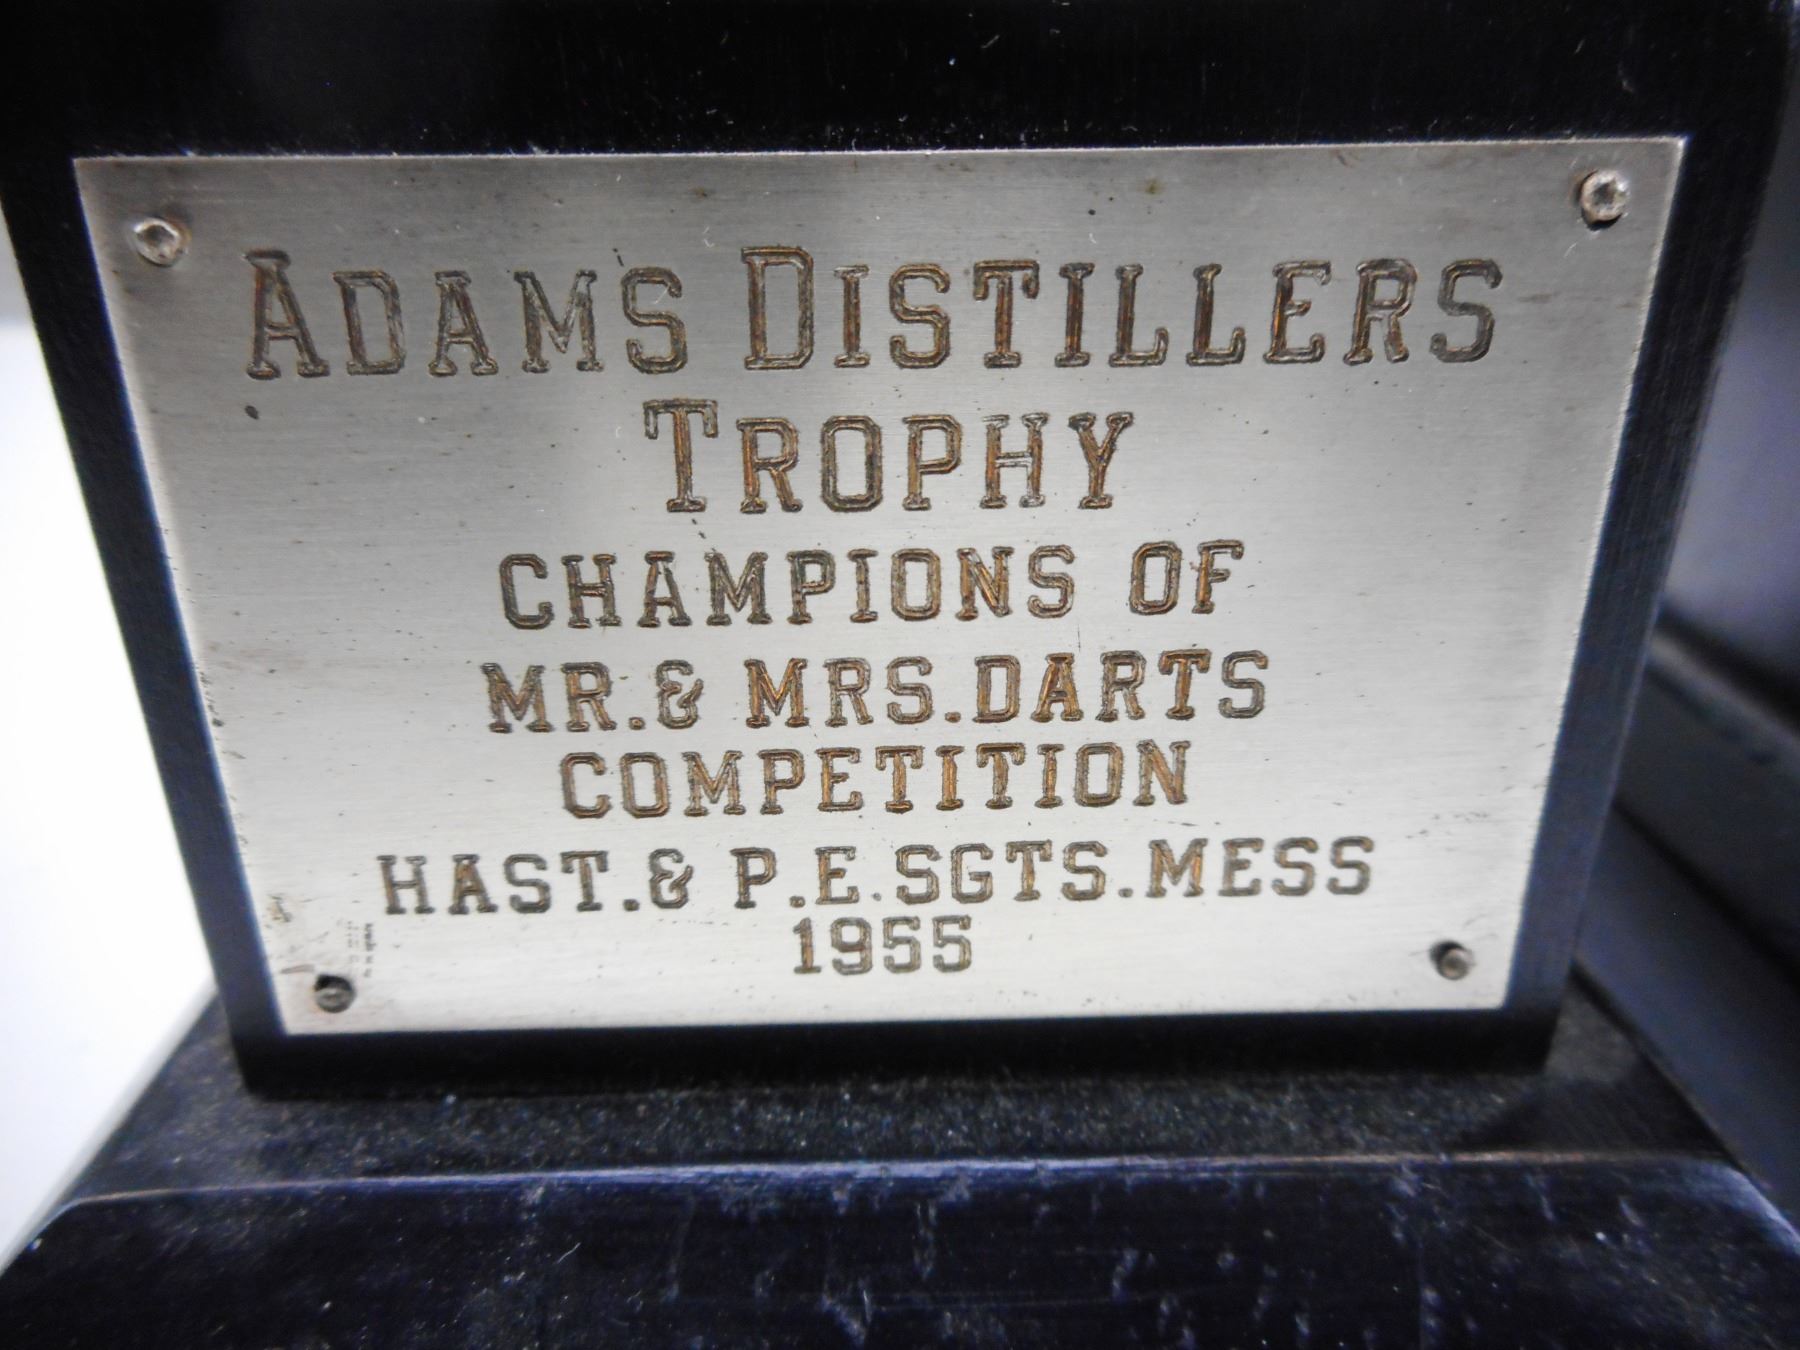 ADAMS DISTILLERS
TROPHY
CHAMPIONS OF
MR. & MRS. DARTS
COMPETITION
HAST. & P.E. SGTS. MESS
1955